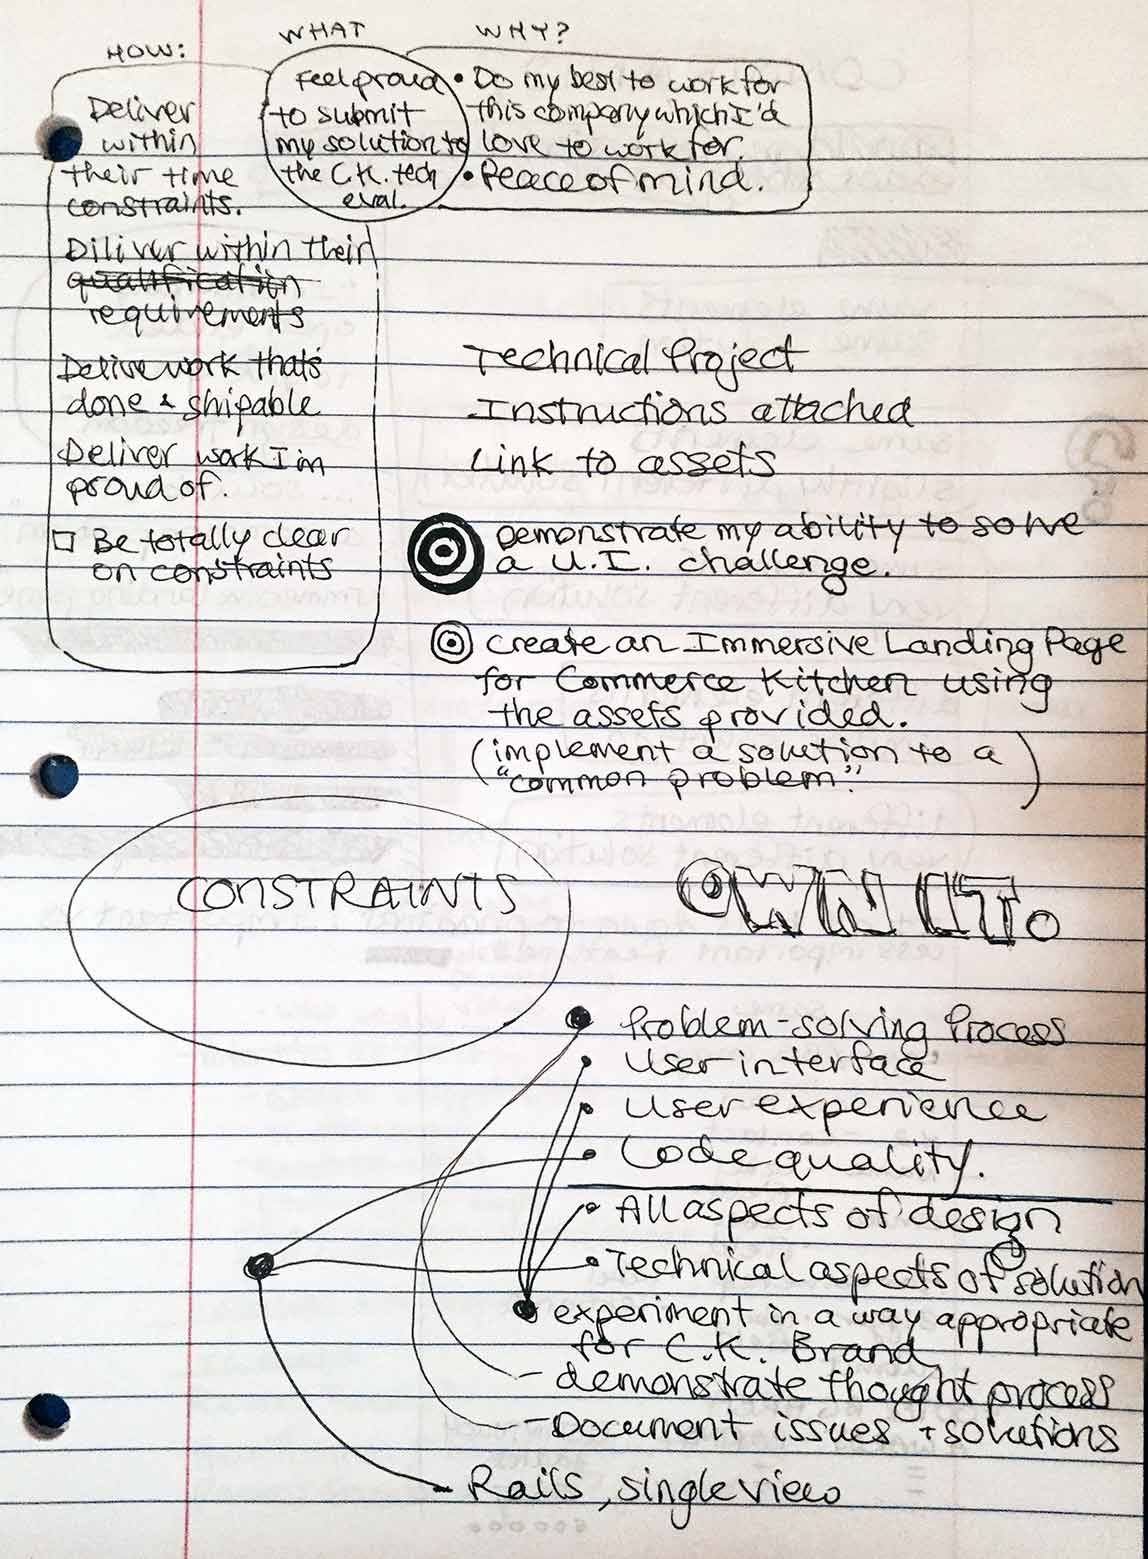 HOW:
Deliver
within
their time
constraints.
Diliver within their
qualification
requirements
Delive work thats
done & shipable
Deliver work I'm
proud of.
Be totally clear
on constraints
WHAT
Feel proud
to submit
my solution to
the C.K. tech
eval.
WHY?
• Do my best to work for
this company which I'd
love to work for.
• Peace of mind.
Technical Project
Instructions attached
Link to assets
Demonstrate my ability to solve
a U.I. challenge.
create an Immersive Landing Page
for Commerce Kitchen using
the assets provided.
(implement a solution to a
"common problem")
CONSTRAINTS
OWN IT.
Problem-solving Process
User interface
User experience
Code quality.
All aspects of design
Technical aspects of solution
experiment in a way appropriate
for C.K. Brand
- demonstrate thought process
- Document issues + solutions
- Rails, single view